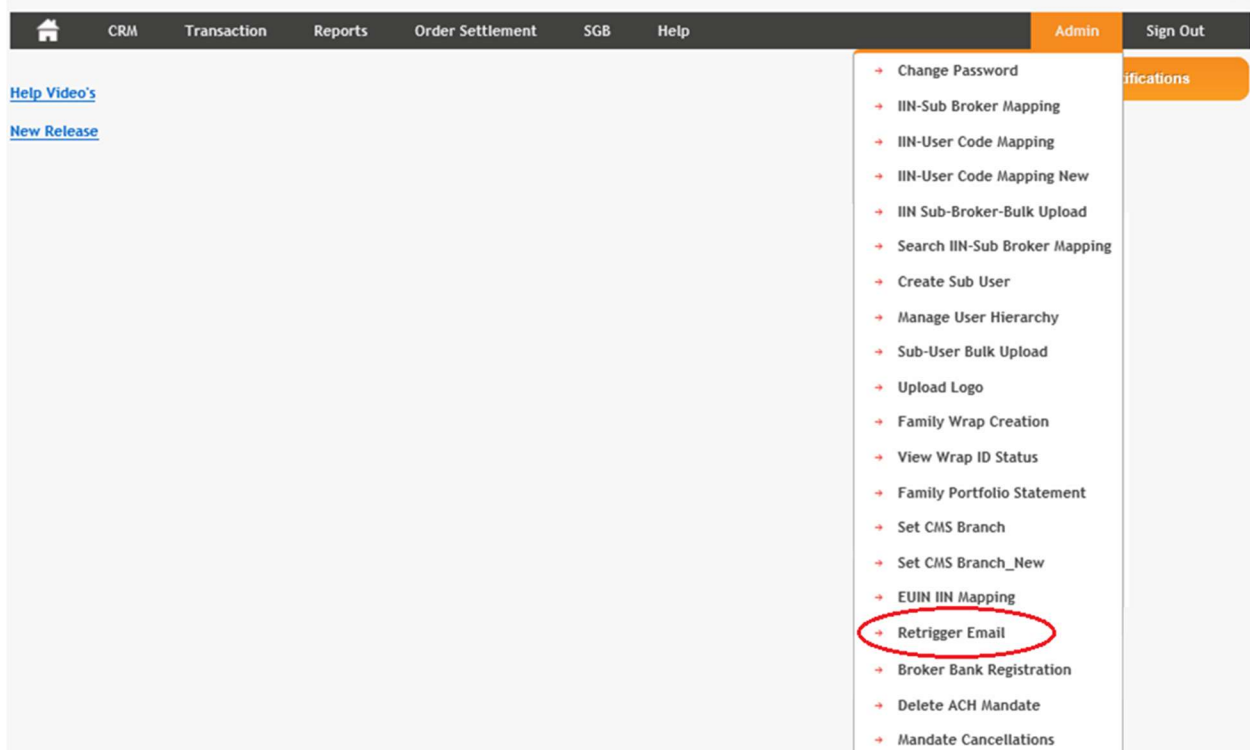 CRM Transaction Reports Order Settlement SGB Help Admin Sign Out
Help Video's
New Release
Change Password
IIN-Sub Broker Mapping
IIN-User Code Mapping
IIN-User Code Mapping New
IIN Sub-Broker-Bulk Upload
Search IIN-Sub Broker Mapping
Create Sub User
Manage User Hierarchy
Sub-User Bulk Upload
Upload Logo
Family Wrap Creation
View Wrap ID Status
Family Portfolio Statement
Set CMS Branch
Set CMS Branch_New
EUIN IIN Mapping
Retrigger Email
Broker Bank Registration
Delete ACH Mandate
Mandate Cancellations